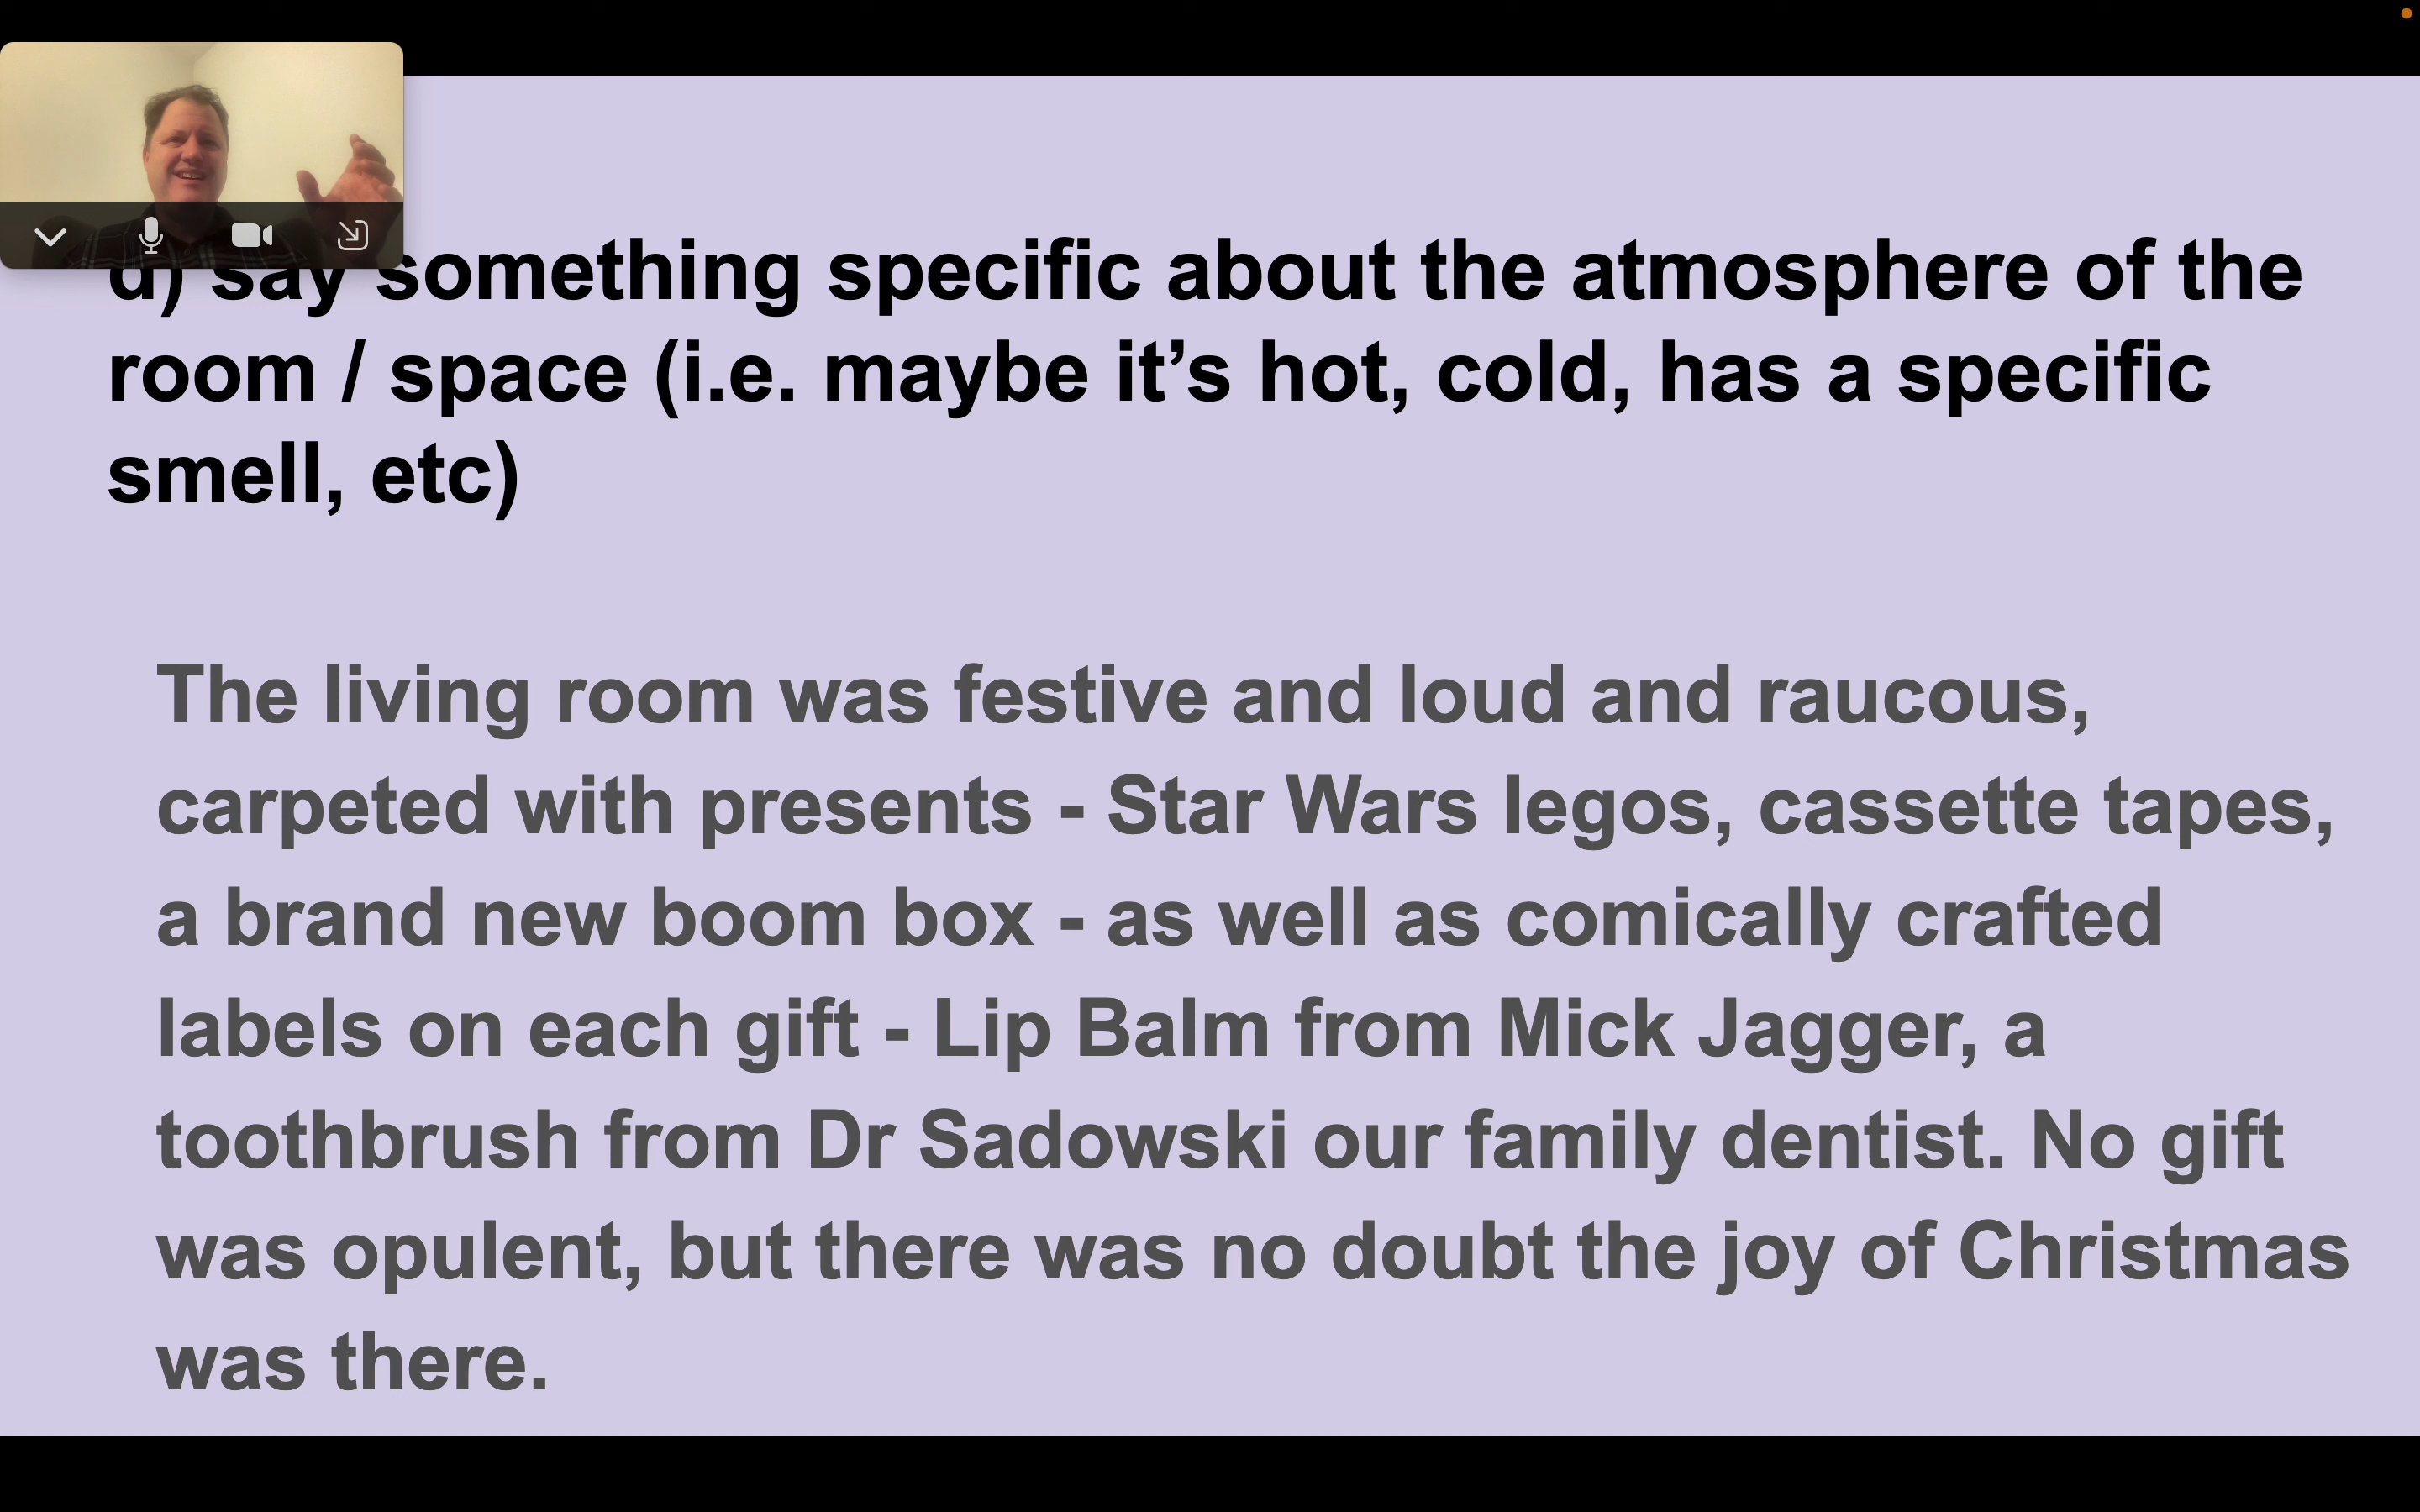 d) say something specific about the atmosphere of the
room / space (i.e. maybe it’s hot, cold, has a specific
smell, etc)
The living room was festive and loud and raucous,
carpeted with presents - Star Wars legos, cassette tapes,
a brand new boom box - as well as comically crafted
labels on each gift - Lip Balm from Mick Jagger, a
toothbrush from Dr Sadowski our family dentist. No gift
was opulent, but there was no doubt the joy of Christmas
was there.